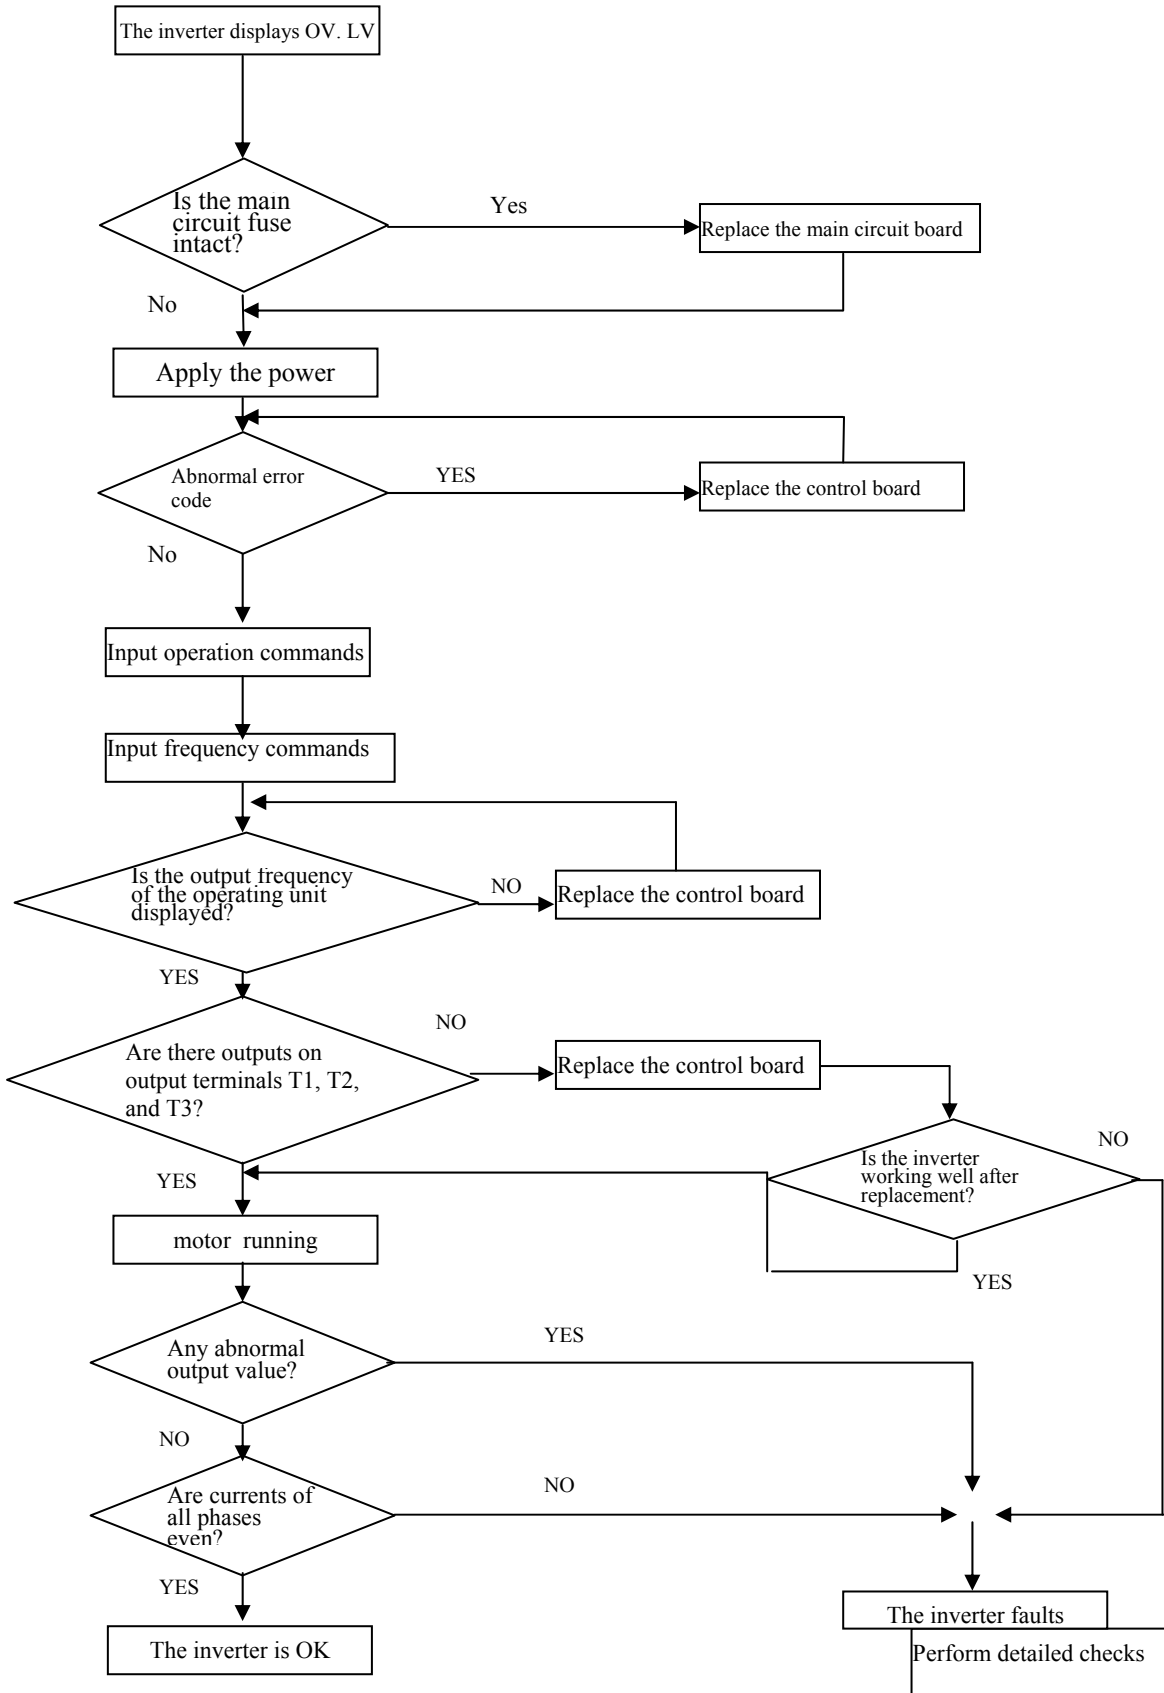 The inverter displays OV. LV
Is the main
circuit fuse
intact?
Yes
Replace the main circuit board
No
Apply the power
Abnormal error
code
YES
Replace the control board
No
Input operation commands
Input frequency commands
Is the output frequency
of the operating unit
displayed?
NO
Replace the control board
YES
Are there outputs on
output terminals T1, T2,
and T3?
NO
Replace the control board
Is the inverter
working well after
replacement?
NO
YES
YES
motor running
Any abnormal
output value?
YES
NO
Are currents of
all phases
even?
NO
YES
The inverter is OK
The inverter faults
Perform detailed checks